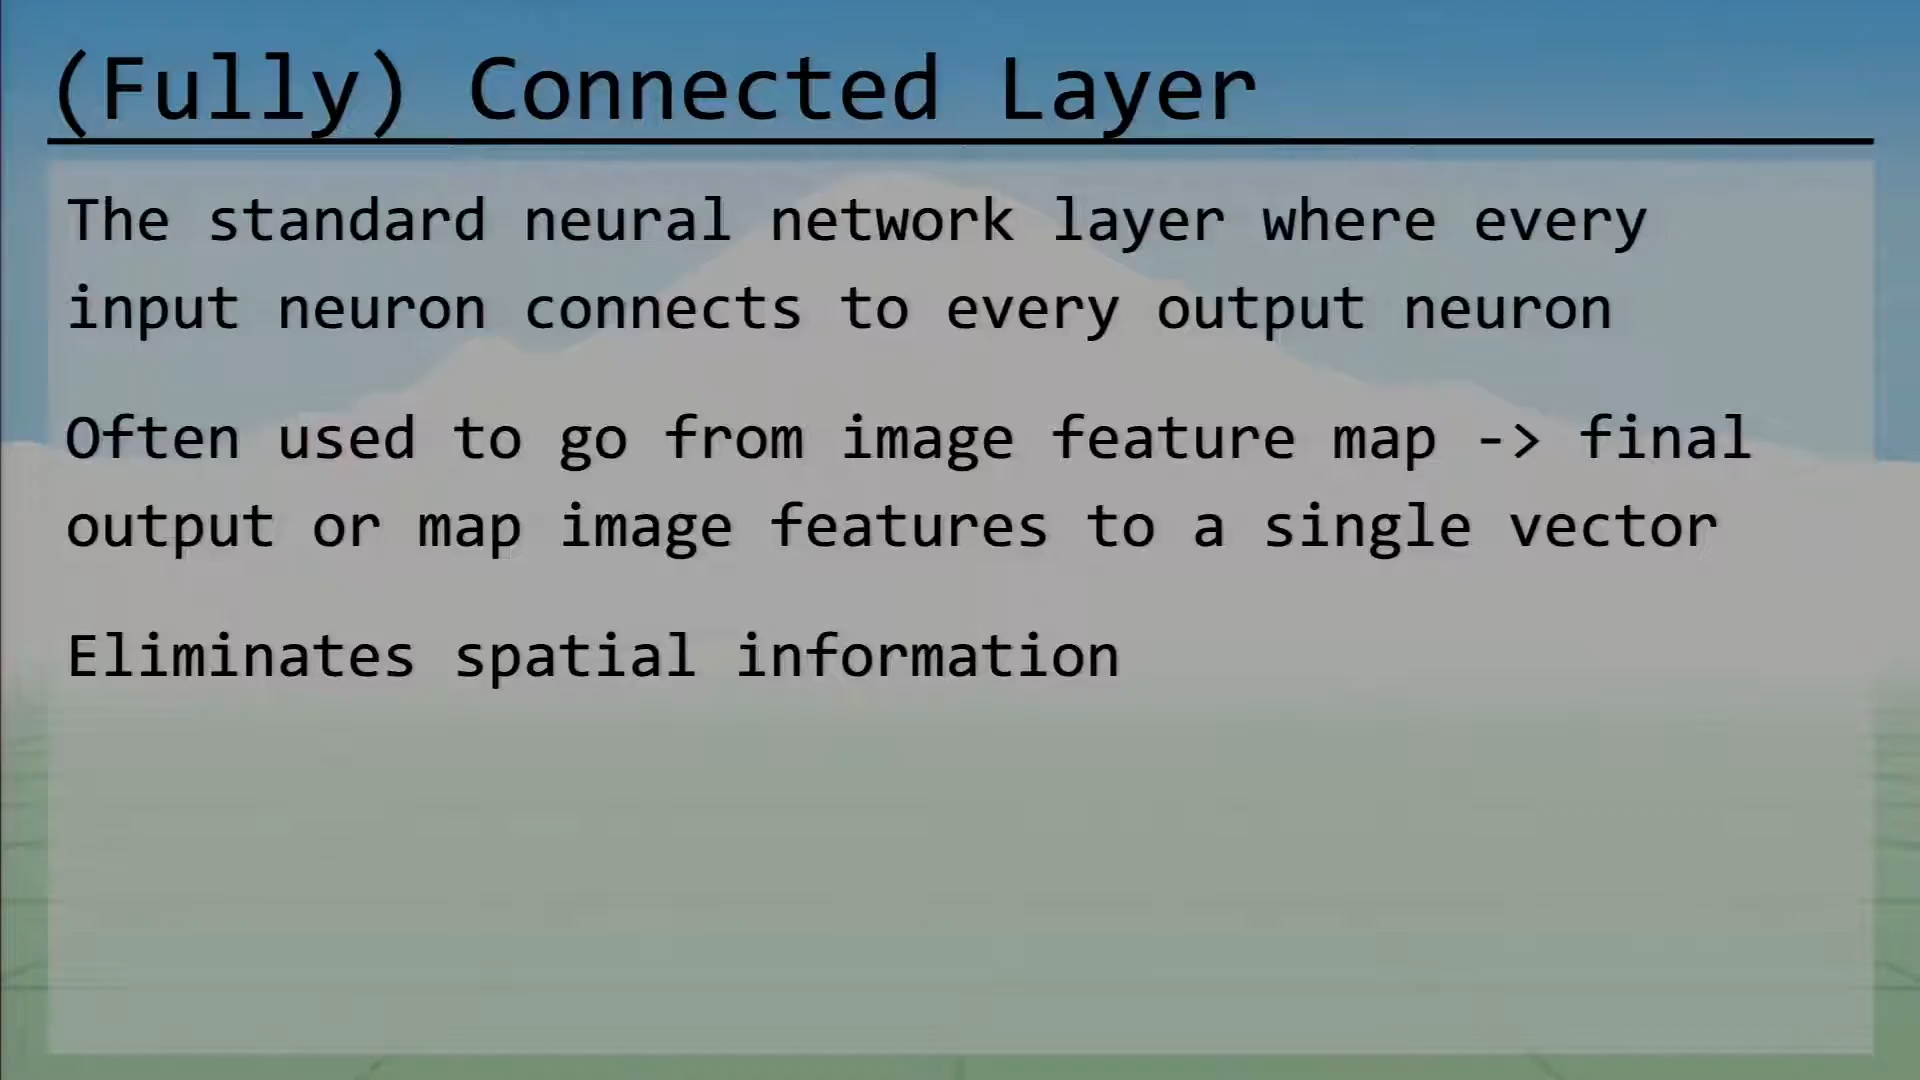 (Fully) Connected Layer
The standard neural network layer where every
input neuron connects to every output neuron
Often used to go from image feature map -> final
output or map image features to a single vector
Eliminates spatial information